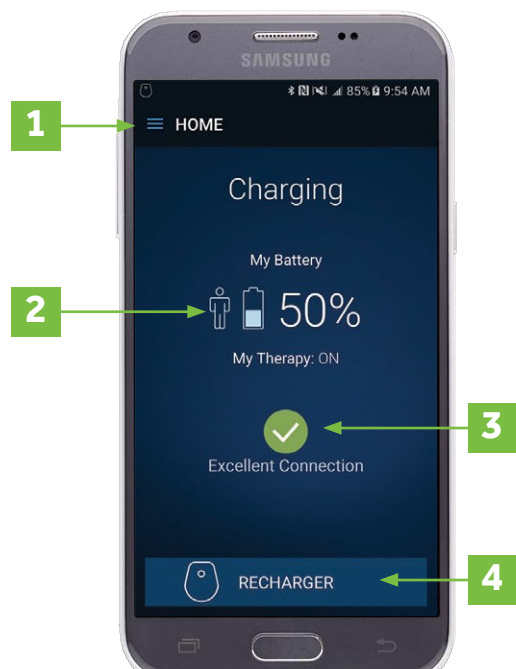 SAMSUNG
85% 9:54 AM
1
HOME
Charging
My Battery
2
50%
My Therapy: ON
3
Excellent Connection
4
RECHARGER